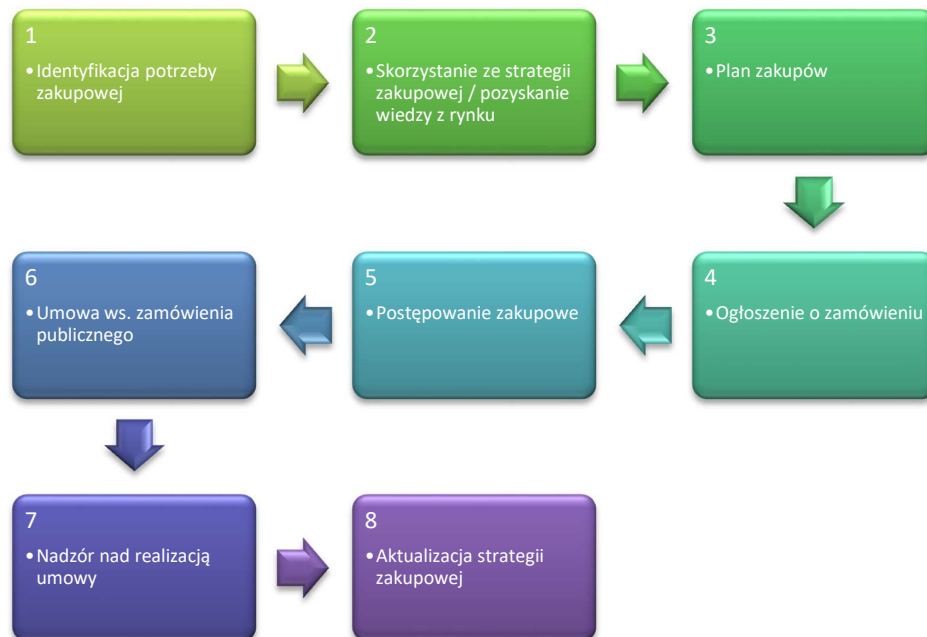 1
•Identyfikacja potrzeby
zakupowej
2
•Skorzystanie ze strategii
zakupowej / pozyskanie
wiedzy z rynku
3
•Plan zakupów
4
•Ogłoszenie o zamówieniu
5
•Postępowanie zakupowe
6
•Umowa ws. zamówienia
publicznego
7
•Nadzór nad realizacją
umowy
8
•Aktualizacja strategii
zakupowej